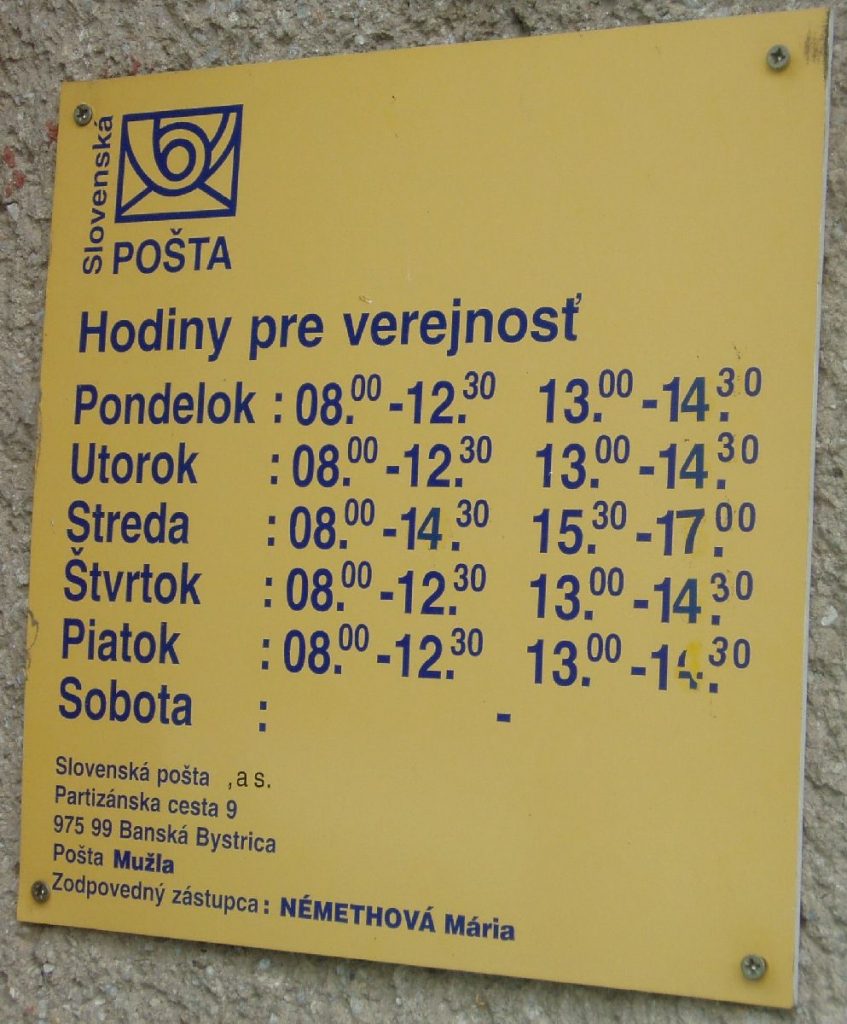 Slovenská
POŠTA
Hodiny pre verejnosť
Pondelok : 08.00 -12.30 13.00 -14.30
Utorok : 08.00 -12.30 13.00 -14.30
Streda : 08.00 -14.30 15.30 -17.00
Štvrtok : 08.00 -12.30 13.00 -14.30
Piatok : 08.00 -12.30 13.00 -14.30
Sobota : -
Slovenská pošta ,a s.
Partizánska cesta 9
975 99 Banská Bystrica
Pošta Mužla
Zodpovedný zástupca : NÉMETHOVÁ Mária